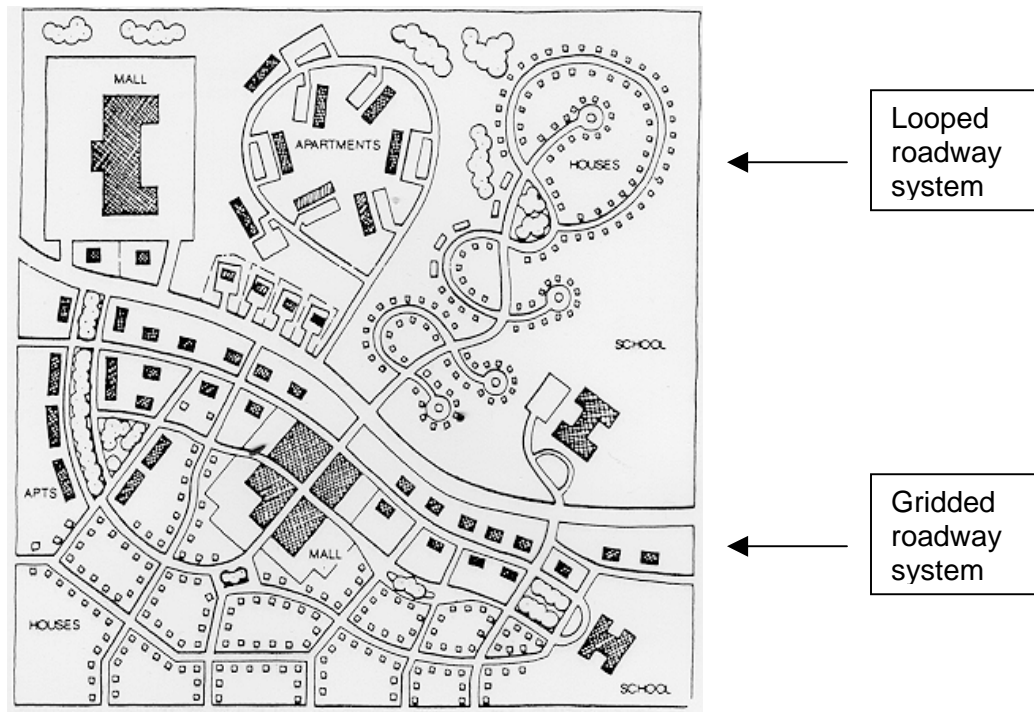 MALL
APARTMENTS
HOUSES
SCHOOL
APTS
MALL
HOUSES
SCHOOL
Looped
roadway
system
Gridded
roadway
system